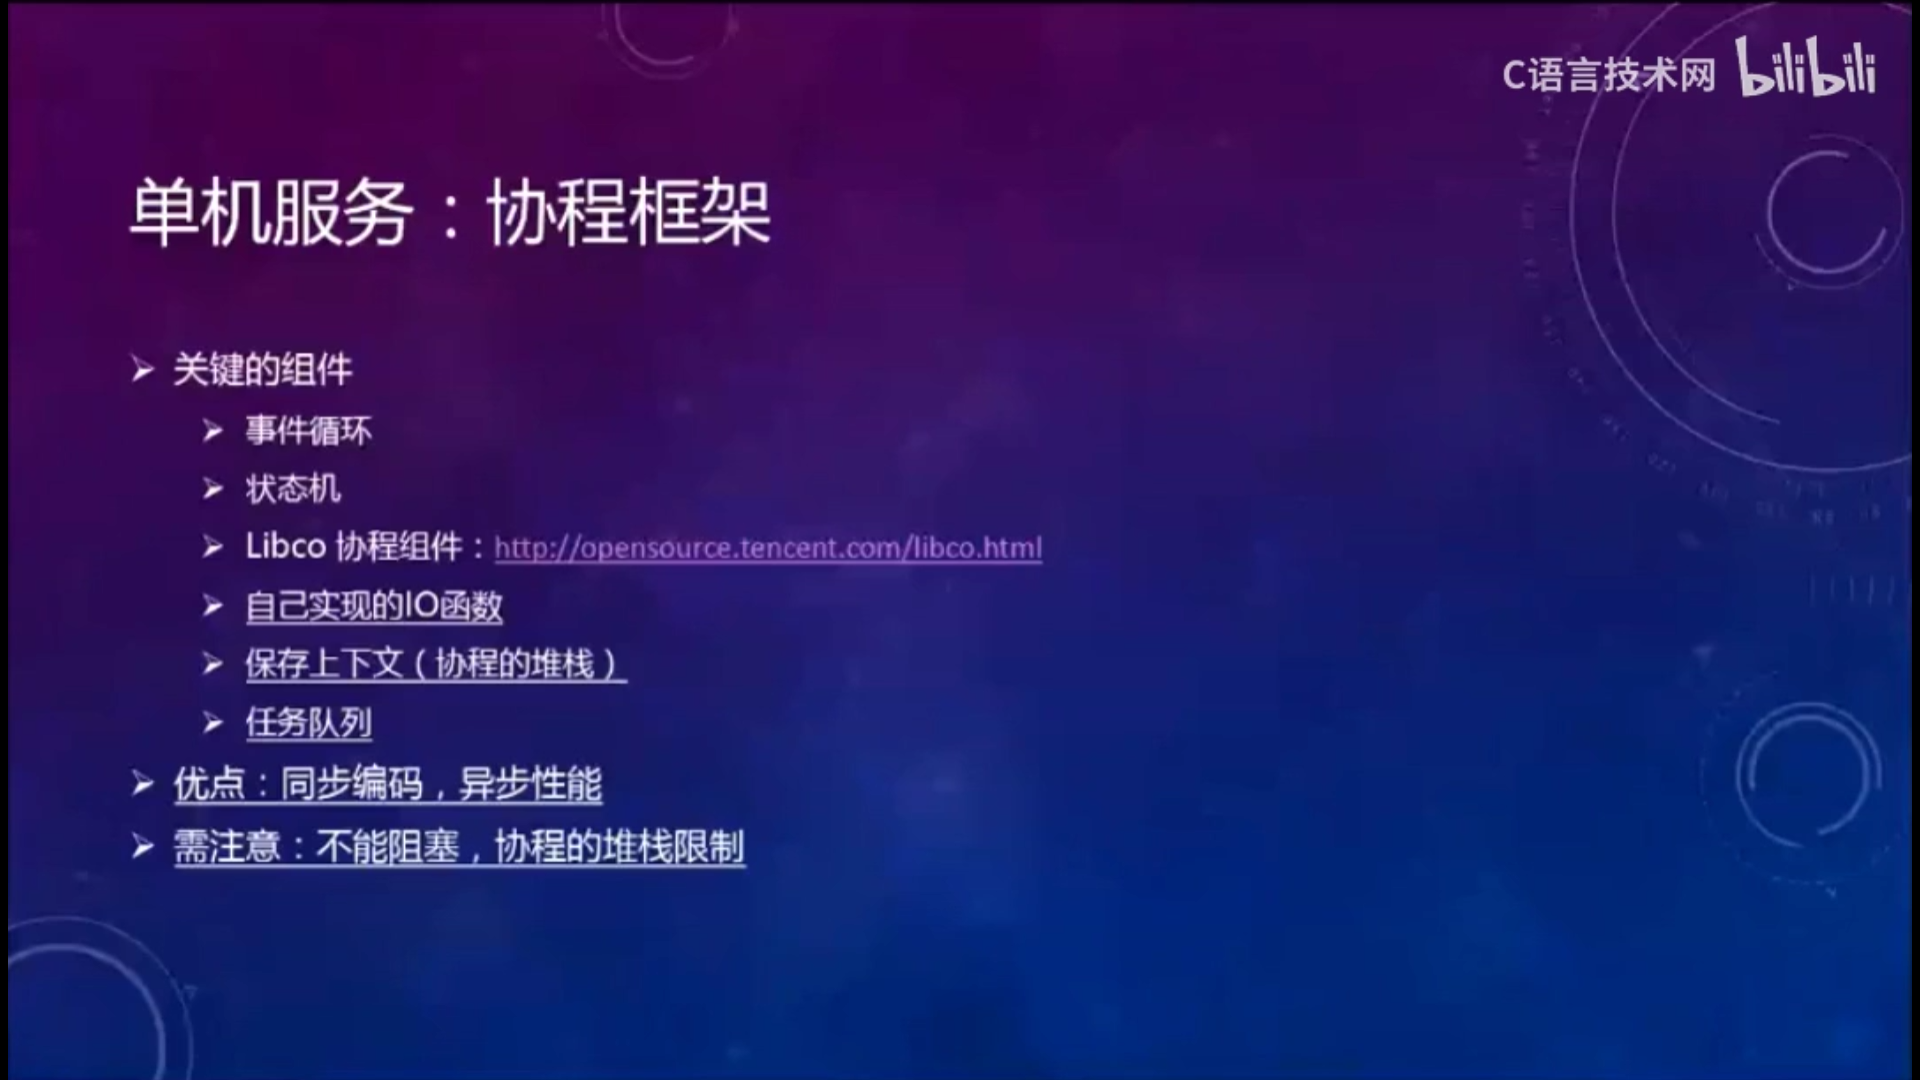 C语言技术网 bilibili
单机服务：协程框架
关键的组件
事件循环
状态机
Libco 协程组件：http://opensource.tencent.com/libco.html
自己实现的IO函数
保存上下文（协程的堆栈）
任务队列
优点：同步编码，异步性能
需注意：不能阻塞，协程的堆栈限制